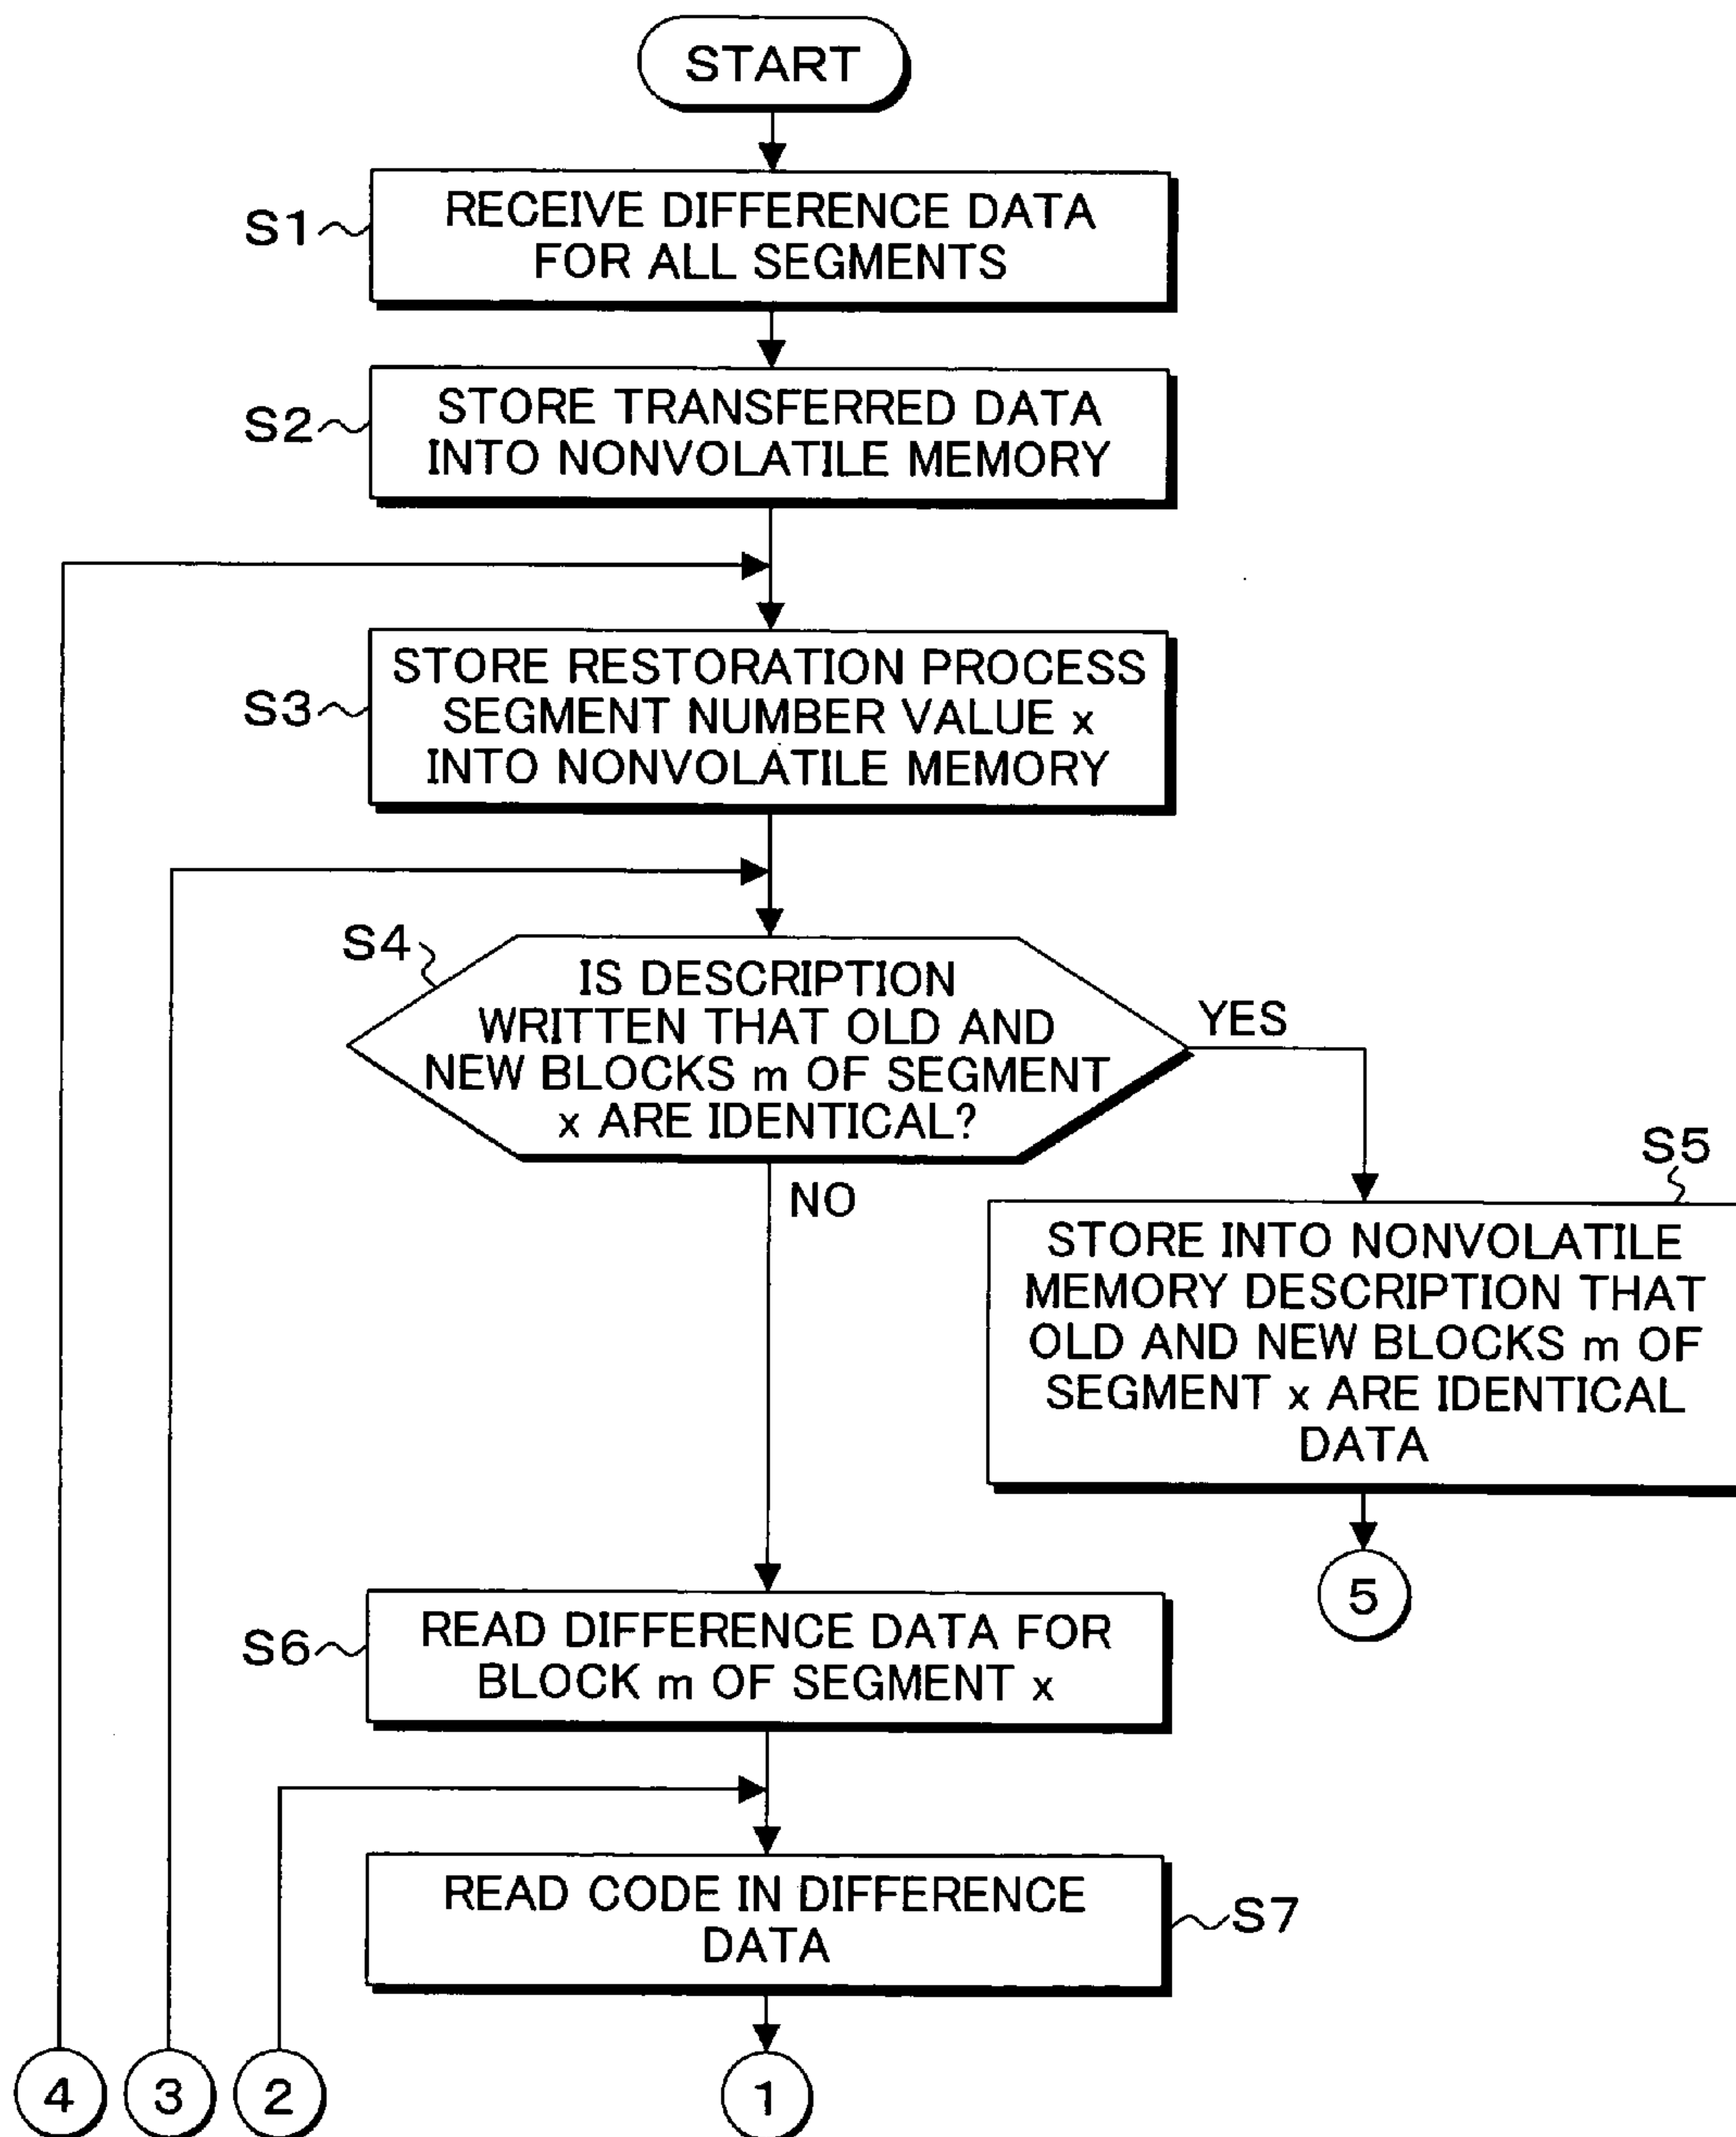 START
S1
RECEIVE DIFFERENCE DATA
FOR ALL SEGMENTS
S2
STORE TRANSFERRED DATA
INTO NONVOLATILE MEMORY
S3
STORE RESTORATION PROCESS
SEGMENT NUMBER VALUE x
INTO NONVOLATILE MEMORY
S4
IS DESCRIPTION
WRITTEN THAT OLD AND
NEW BLOCKS m OF SEGMENT
x ARE IDENTICAL?
YES
NO
S5
STORE INTO NONVOLATILE
MEMORY DESCRIPTION THAT
OLD AND NEW BLOCKS m OF
SEGMENT x ARE IDENTICAL
DATA
5
S6
READ DIFFERENCE DATA FOR
BLOCK m OF SEGMENT x
READ CODE IN DIFFERENCE
DATA
S7
4
3
2
1